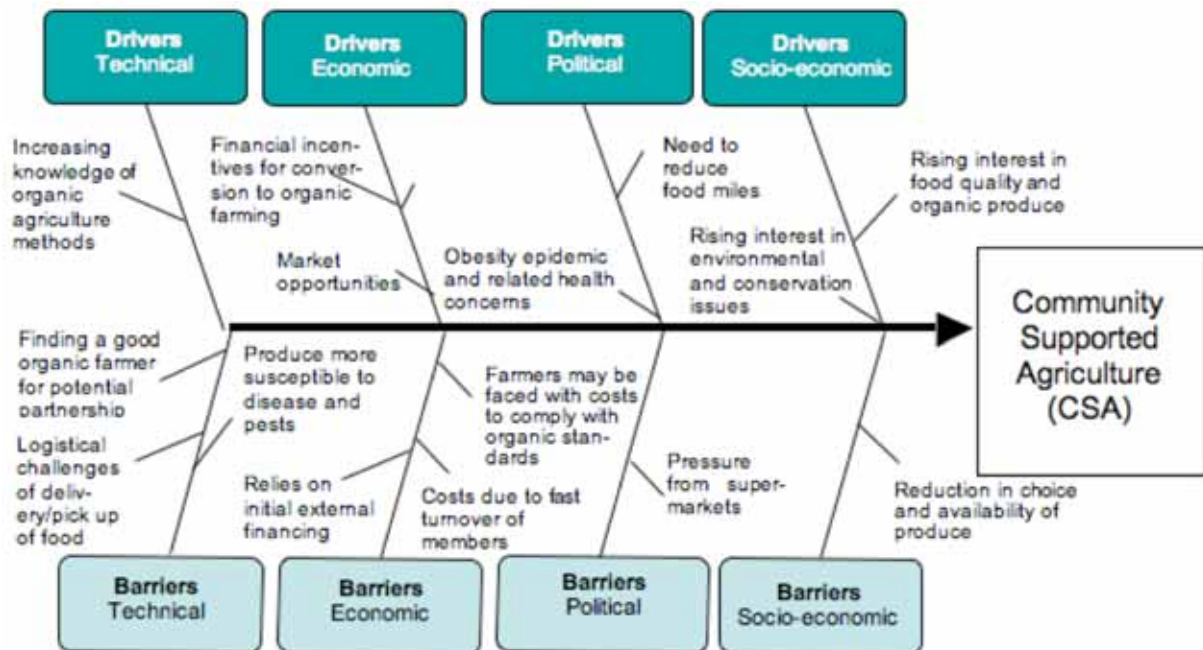 Drivers
Technical
Drivers
Economic
Drivers
Political
Drivers
Socio-economic
Increasing
knowledge of
organic
agriculture
methods
Financial incen-
tives for conver-
sion to organic
farming
Market
opportunities
Need to
reduce
food miles
Obesity epidemic
and related health
concerns
Rising interest in
food quality and
organic produce
Rising interest in
environmental
and conservation
issues
Community
Supported
Agriculture
(CSA)
Finding a good
organic farmer
for potential
partnership
Logistical
challenges
of deliv-
ery/pick up
of food
Produce more
susceptible to
disease and
pests
Relies on
initial external
financing
Farmers may be
faced with costs
to comply with
organic stan-
dards
Costs due to fast
turnover of
members
Pressure
from super-
markets
Reduction in choice
and availability of
produce
Barriers
Technical
Barriers
Economic
Barriers
Political
Barriers
Socio-economic